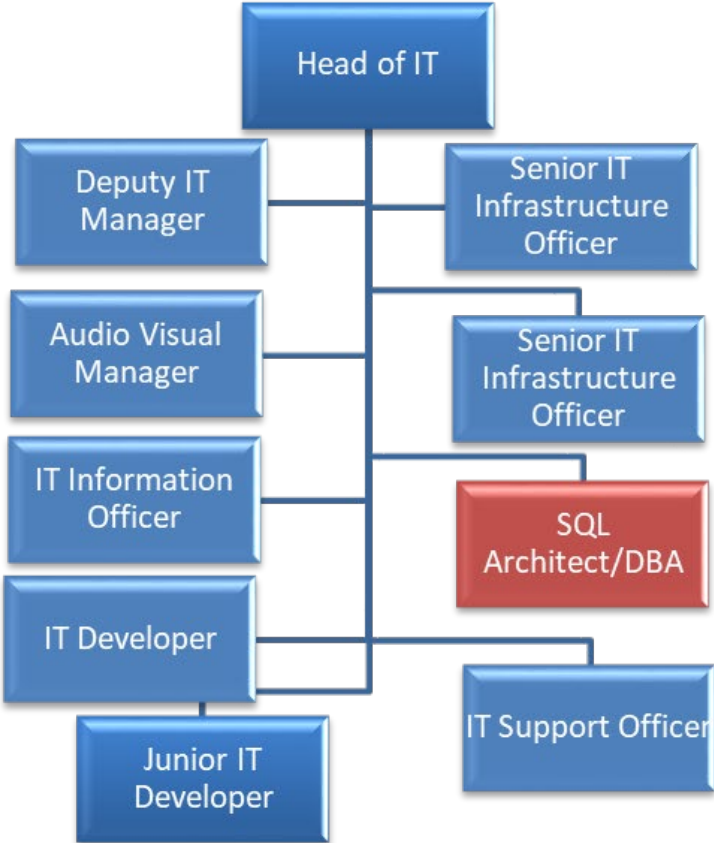 Head of IT
Deputy IT
Manager
Senior IT
Infrastructure
Officer
Audio Visual
Manager
Senior IT
Infrastructure
Officer
IT Information
Officer
SQL
Architect/DBA
IT Developer
IT Support Officer
Junior IT
Developer